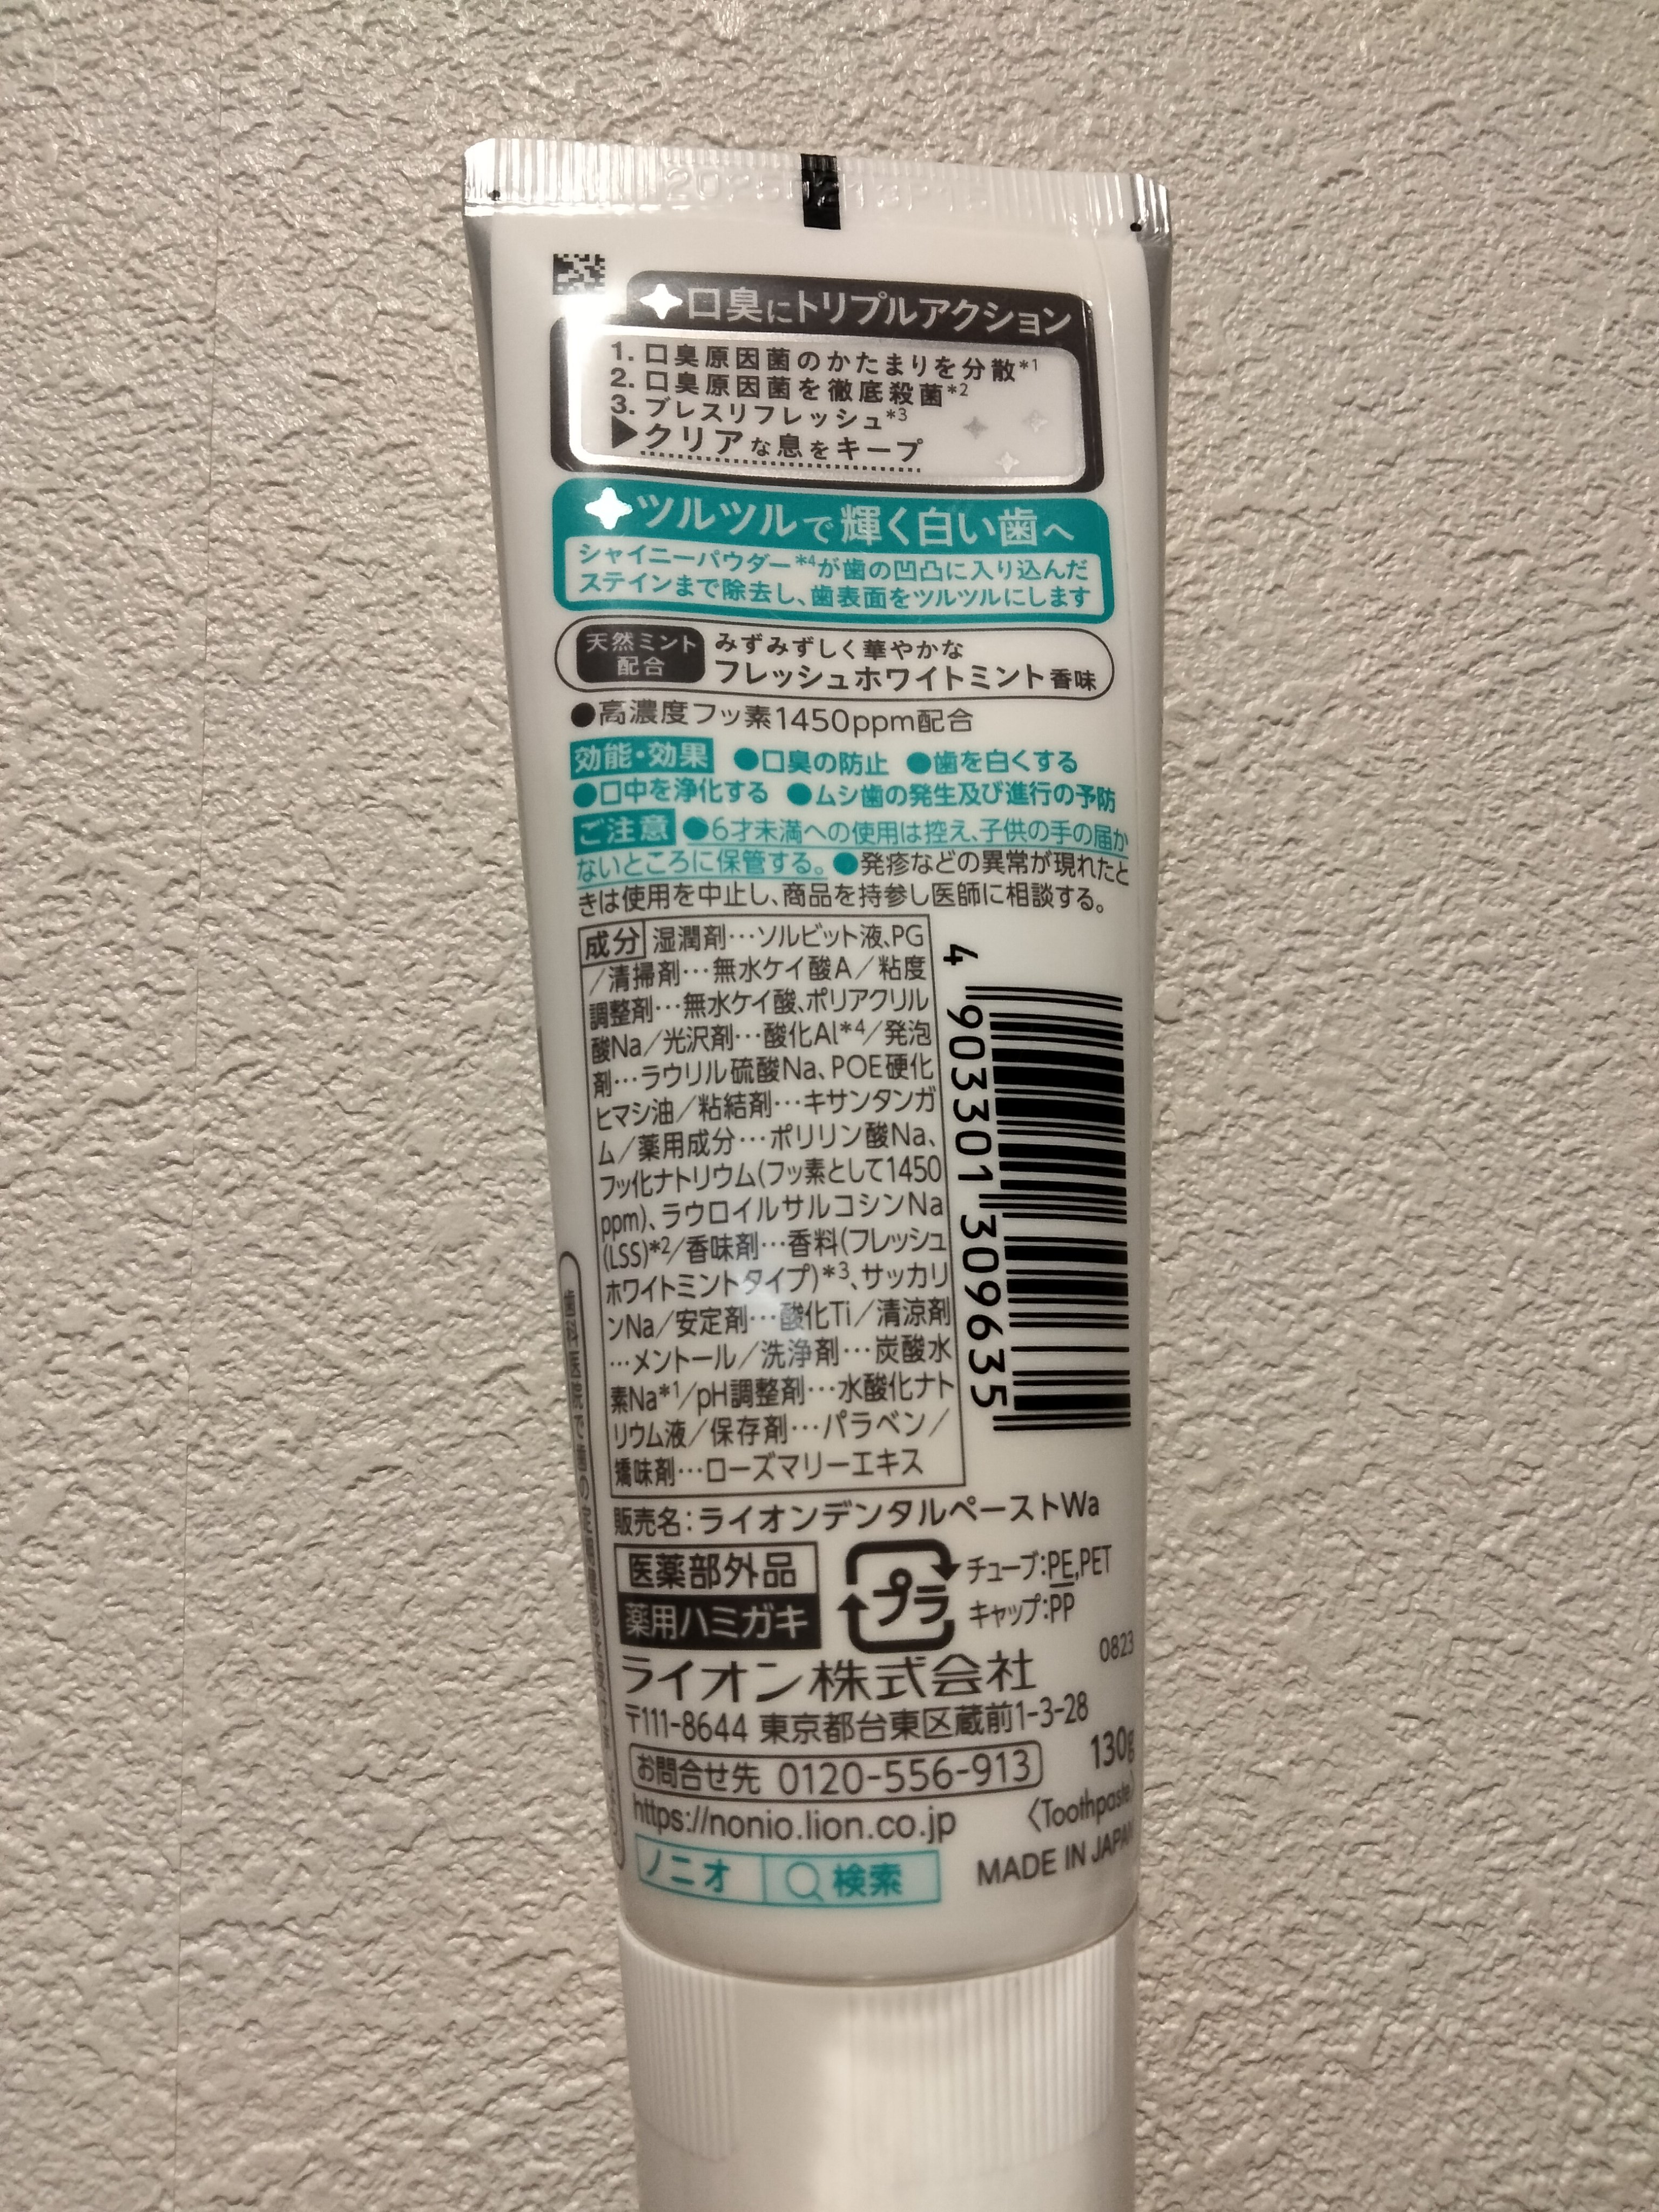 口臭にトリプルアクション
1. 口臭原因菌のかたまりを分散*1
2. 口臭原因菌を徹底殺菌*2
3. ブレスリフレッシュ*3
▶クリアな息をキープ
ツルツルで輝く白い歯へ
シャイニーパウダー*4が歯の凹凸に入り込んだ
ステインまで除去し、歯表面をツルツルにします
天然ミント
配合
みずみずしく華やかな
フレッシュホワイトミント香味
●高濃度フッ素1450ppm配合
効能・効果 ●口臭の防止 ●歯を白くする
●口中を浄化する ●ムシ歯の発生及び進行の予防
ご注意 ●6才未満への使用は控え、子供の手の届か
ないところに保管する。●発疹などの異常が現れたと
きは使用を中止し、商品を持参し医師に相談する。
成分 湿潤剤…ソルビット液、PG
/清掃剤…無水ケイ酸A/粘度
調整剤…無水ケイ酸、ポリアクリル
酸Na/光沢剤…酸化Al*4/発泡
剤…ラウリル硫酸Na、POE硬化
ヒマシ油/粘結剤…キサンタンガ
ム/薬用成分…ポリリン酸Na、
フッ化ナトリウム(フッ素として1450
ppm)、ラウロイルサルコシンNa
(LSS)*2/香味剤…香料(フレッシュ
ホワイトミントタイプ)*3、サッカリ
ンNa/安定剤…酸化Ti/清涼剤
…メントール/洗浄剤…炭酸水
素Na*1/pH調整剤…水酸化ナト
リウム液/保存剤…パラベン/
矯味剤…ローズマリーエキス
4 903301 309635
販売名：ライオンデンタルペーストWa
医薬部外品
薬用ハミガキ
プラ
チューブ:PE,PET
キャップ:PP
0823
ライオン株式会社
〒111-8644 東京都台東区蔵前1-3-28
130g
お問合せ先 0120-556-913
https://nonio.lion.co.jp
〈Toothpaste〉
MADE IN JAPAN
ノニオ 検索
歯科医院で歯の